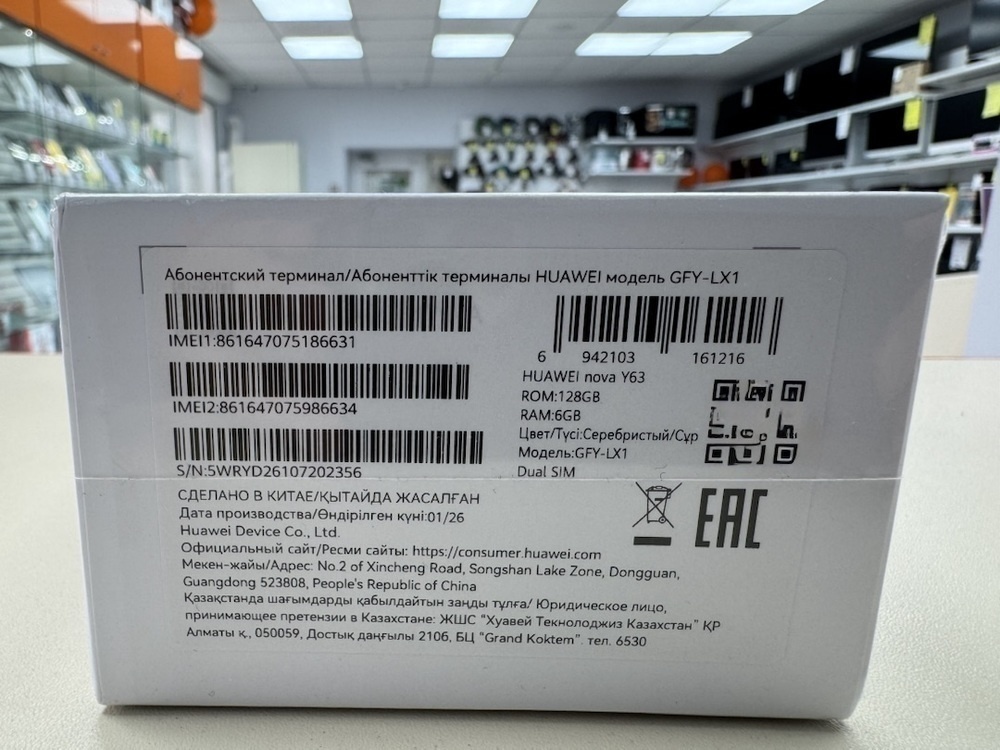 Абонентский терминал/Абоненттік терминалы HUAWEI модель GFY-LX1
IMEI1:861647075186631
IMEI2:861647075986634
S/N:5WRYD26107202356
6 942103 161216
HUAWEI nova Y63
ROM:128GB
RAM:6GB
Цвет/Түсі:Серебристый/Сұр
Модель:GFY-LX1
Dual SIM
СДЕЛАНО В КИТАЕ/ҚЫТАЙДА ЖАСАЛҒАН
Дата производства/Өндірілген күні:01/26
Huawei Device Co., Ltd.
Официальный сайт/Ресми сайты: https://consumer.huawei.com
Мекен-жайы/Адрес: No.2 of Xincheng Road, Songshan Lake Zone, Dongguan,
Guangdong 523808, People's Republic of China
Қазақстанда шағымдарды қабылдайтын заңды тұлға/ Юридическое лицо,
принимающее претензии в Казахстане: ЖШС "Хуавей Текнолоджиз Казахстан" ҚР
Алматы қ., 050059, Достық даңғылы 210б, БЦ "Grand Koktem". тел. 6530
EAC